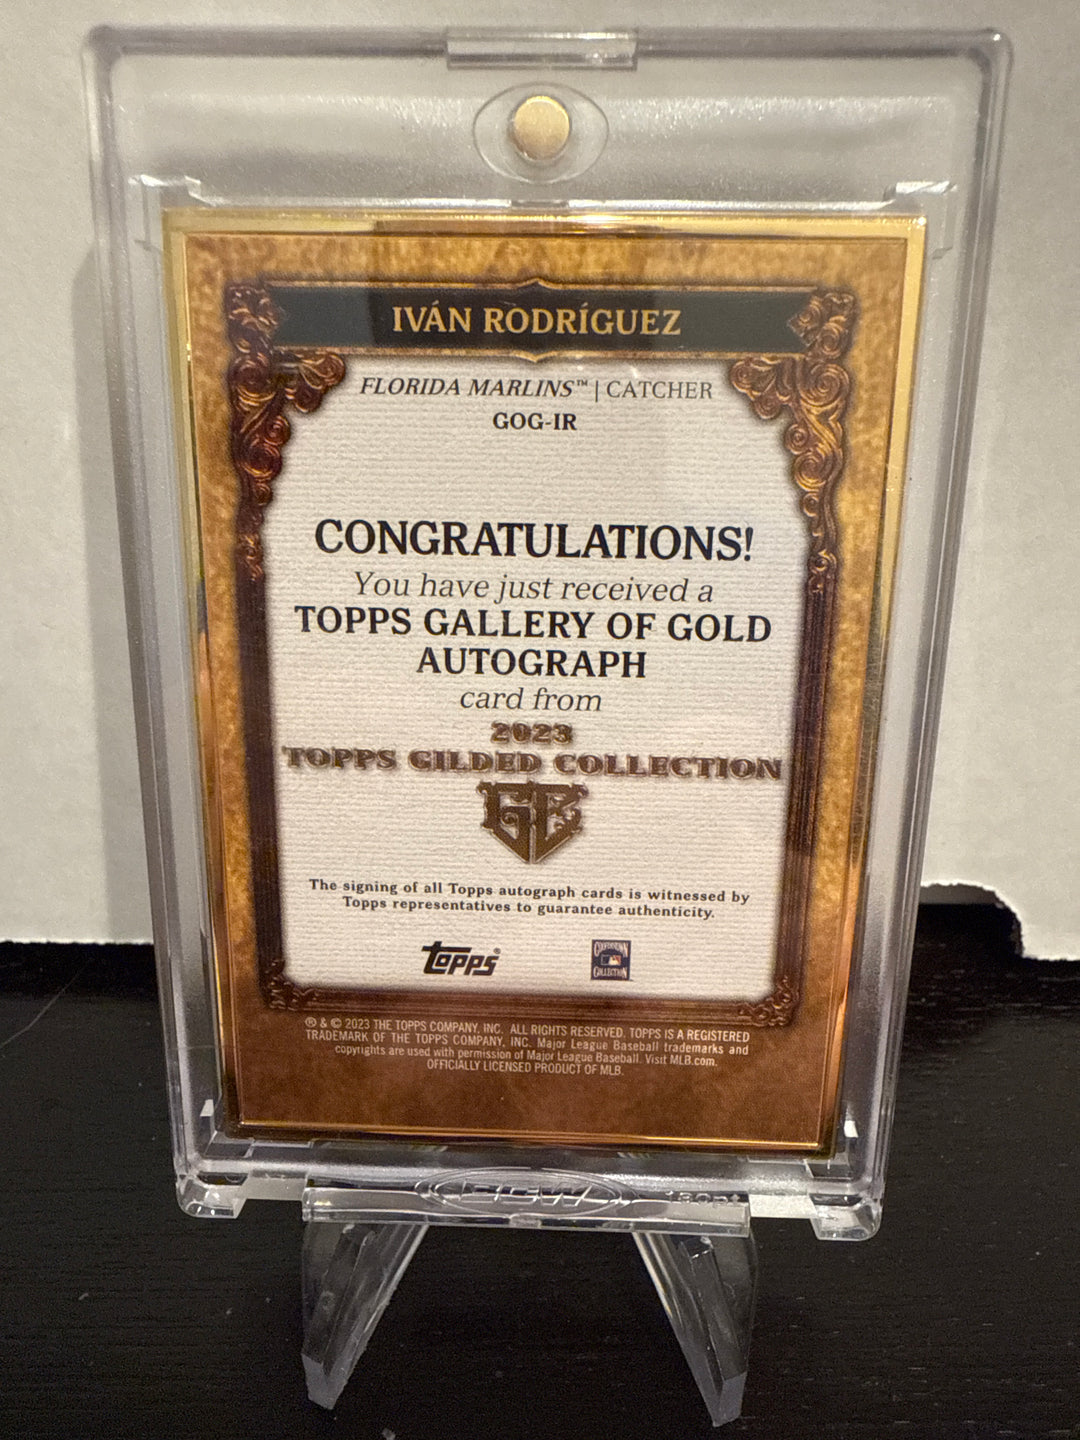 IVÁN RODRÍGUEZ
FLORIDA MARLINS™ | CATCHER
GOG-IR
CONGRATULATIONS!
You have just received a
TOPPS GALLERY OF GOLD
AUTOGRAPH
card from
2023
TOPPS GILDED COLLECTION
GC
The signing of all Topps autograph cards is witnessed by
Topps representatives to guarantee authenticity.
topps®
COOPERSTOWN
COLLECTION
® & © 2023 THE TOPPS COMPANY, INC. ALL RIGHTS RESERVED. TOPPS IS A REGISTERED
TRADEMARK OF THE TOPPS COMPANY, INC. Major League Baseball trademarks and
copyrights are used with permission of Major League Baseball. Visit MLB.com.
OFFICIALLY LICENSED PRODUCT OF MLB.
180pt